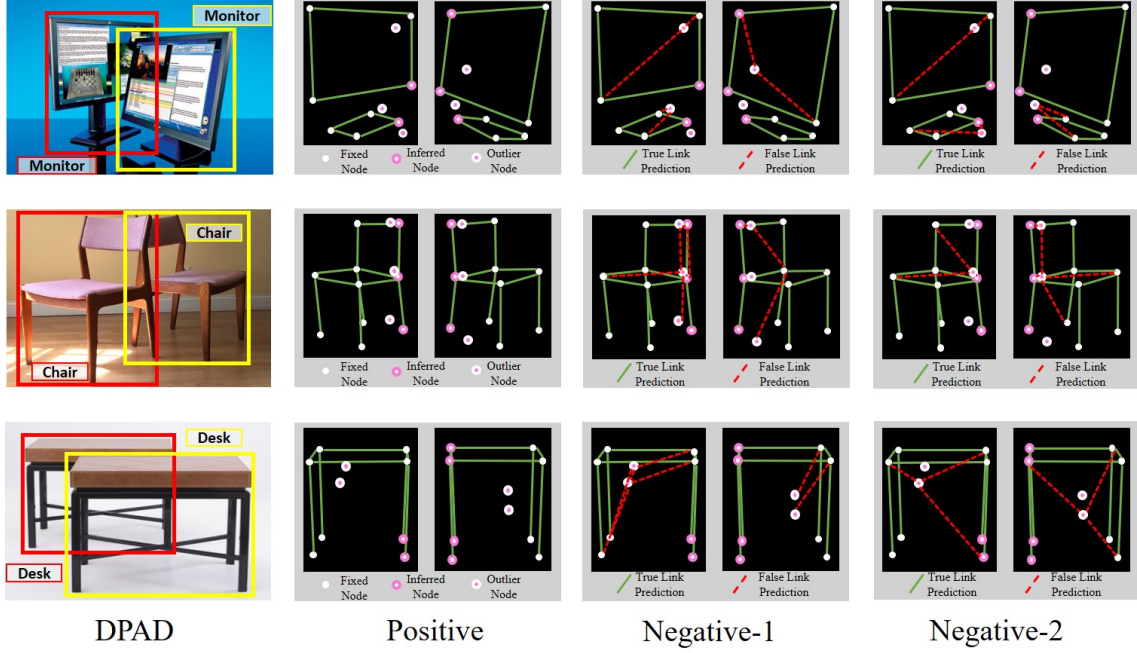 Monitor
Monitor
Fixed Node
Inferred Node
Outlier Node
True Link Prediction
False Link Prediction
True Link Prediction
False Link Prediction
Chair
Chair
Fixed Node
Inferred Node
Outlier Node
True Link Prediction
False Link Prediction
True Link Prediction
False Link Prediction
Desk
Desk
Fixed Node
Inferred Node
Outlier Node
True Link Prediction
False Link Prediction
True Link Prediction
False Link Prediction
DPAD
Positive
Negative-1
Negative-2